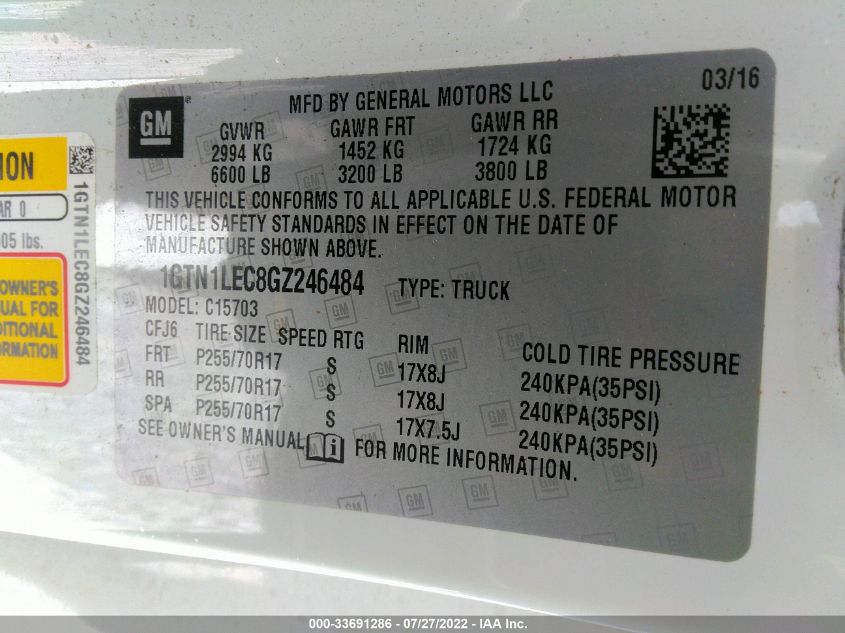 03/16
GM ®
MFD BY GENERAL MOTORS LLC
GVWR GAWR FRT GAWR RR
2994 KG 1452 KG 1724 KG
6600 LB 3200 LB 3800 LB
THIS VEHICLE CONFORMS TO ALL APPLICABLE U.S. FEDERAL MOTOR
VEHICLE SAFETY STANDARDS IN EFFECT ON THE DATE OF
MANUFACTURE SHOWN ABOVE.
1GTN1LEC8GZ246484 TYPE: TRUCK
MODEL: C15703
CFJ6 TIRE SIZE SPEED RTG RIM COLD TIRE PRESSURE
FRT P255/70R17 S 17X8J 240KPA(35PSI)
RR P255/70R17 S 17X8J 240KPA(35PSI)
SPA P255/70R17 S 17X7.5J 240KPA(35PSI)
SEE OWNER'S MANUAL i FOR MORE INFORMATION.
ION
AR 0
05 lbs.
OWNER'S
UAL FOR
DITIONAL
ORMATION
1GTN1LEC8GZ246484
000-33691286 - 07/27/2022 - IAA Inc.